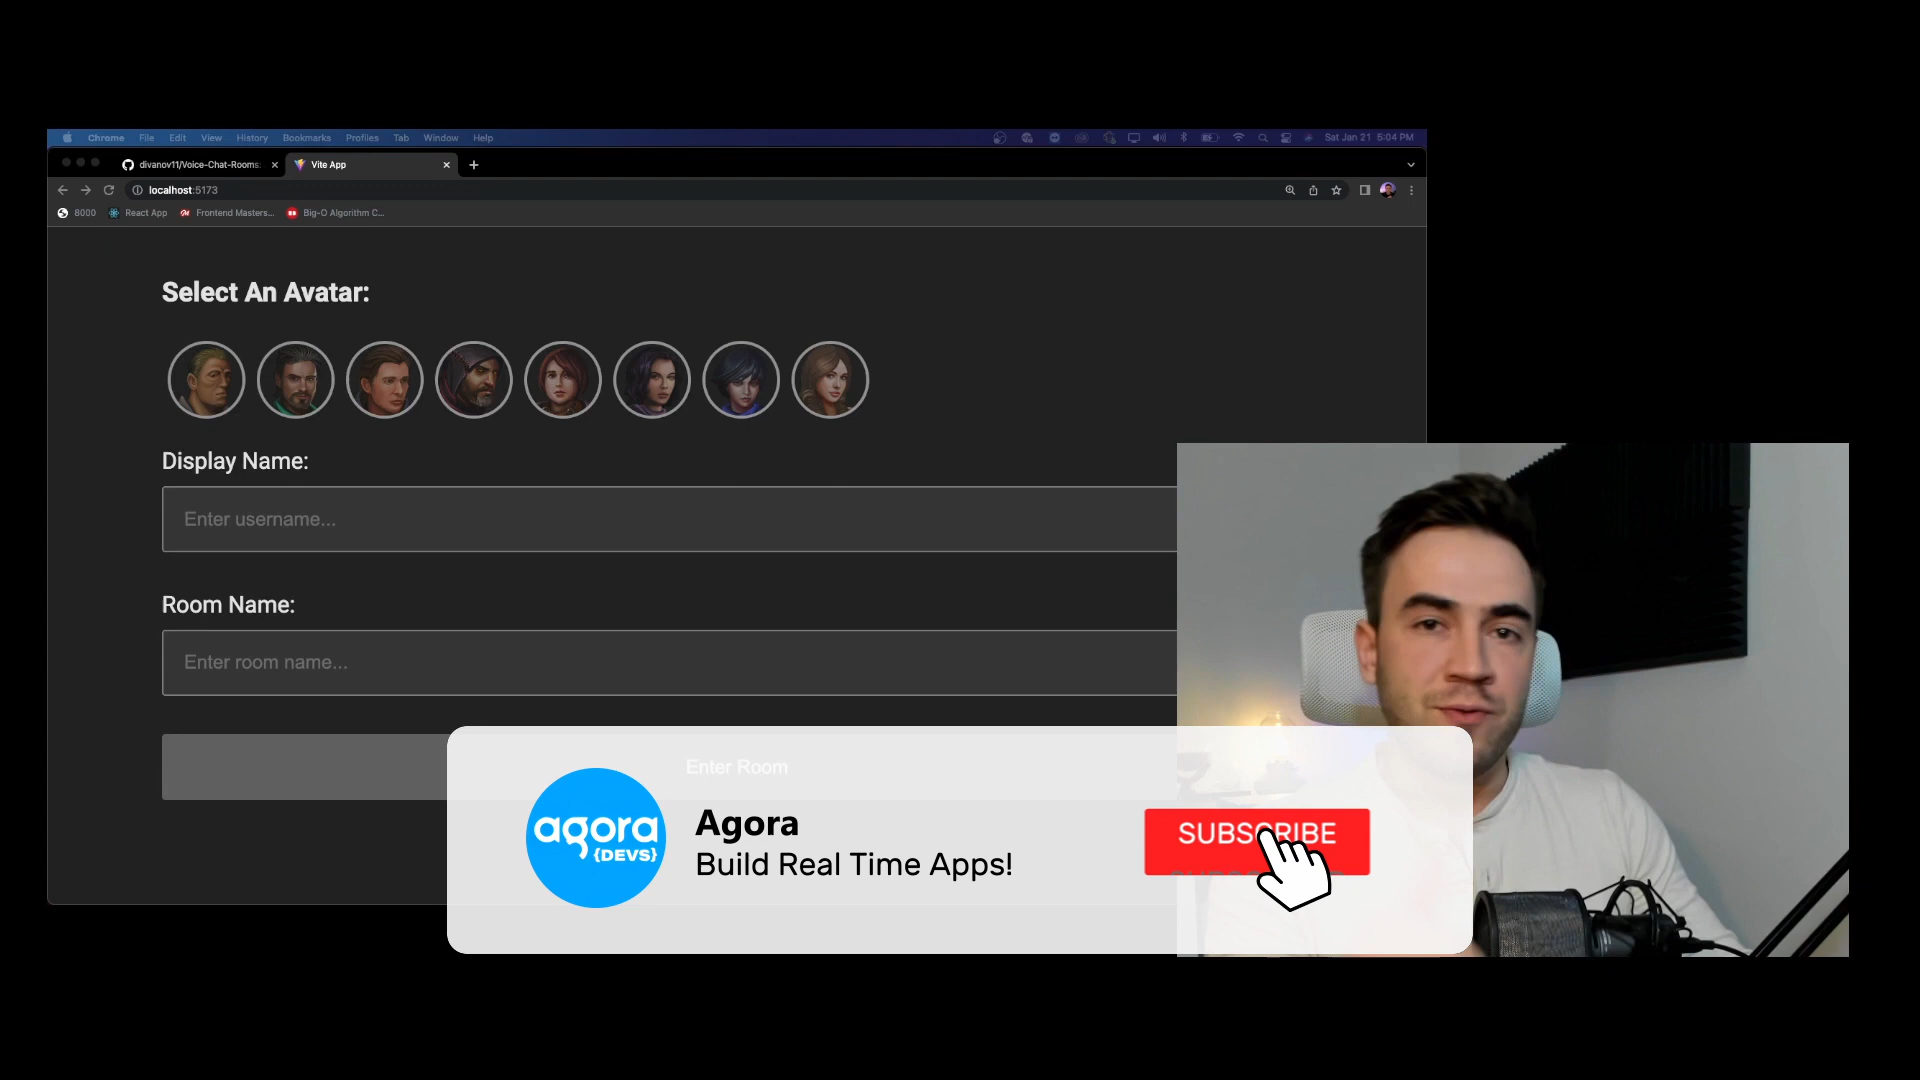 Chrome File Edit View History Bookmarks Profiles Tab Window Help
Sat Jan 21 5:04 PM
divanov11/Voice-Chat-Rooms:
Vite App
localhost:5173
8000 React App Frontend Masters... Big-O Algorithm C...
Select An Avatar:
Display Name:
Enter username...
Room Name:
Enter room name...
Enter Room
agora
{DEVS}
Agora
Build Real Time Apps!
SUBSCRIBE